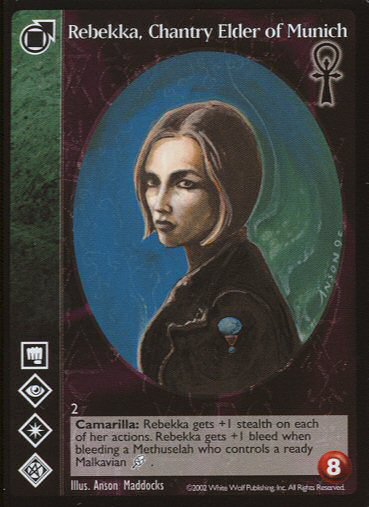 Rebekka, Chantry Elder of Munich
ANSON 95
2
Camarilla: Rebekka gets +1 stealth on each
of her actions. Rebekka gets +1 bleed when
bleeding a Methuselah who controls a ready
Malkavian .
8
Illus. Anson Maddocks
©2002 White Wolf Publishing, Inc. All Rights Reserved.